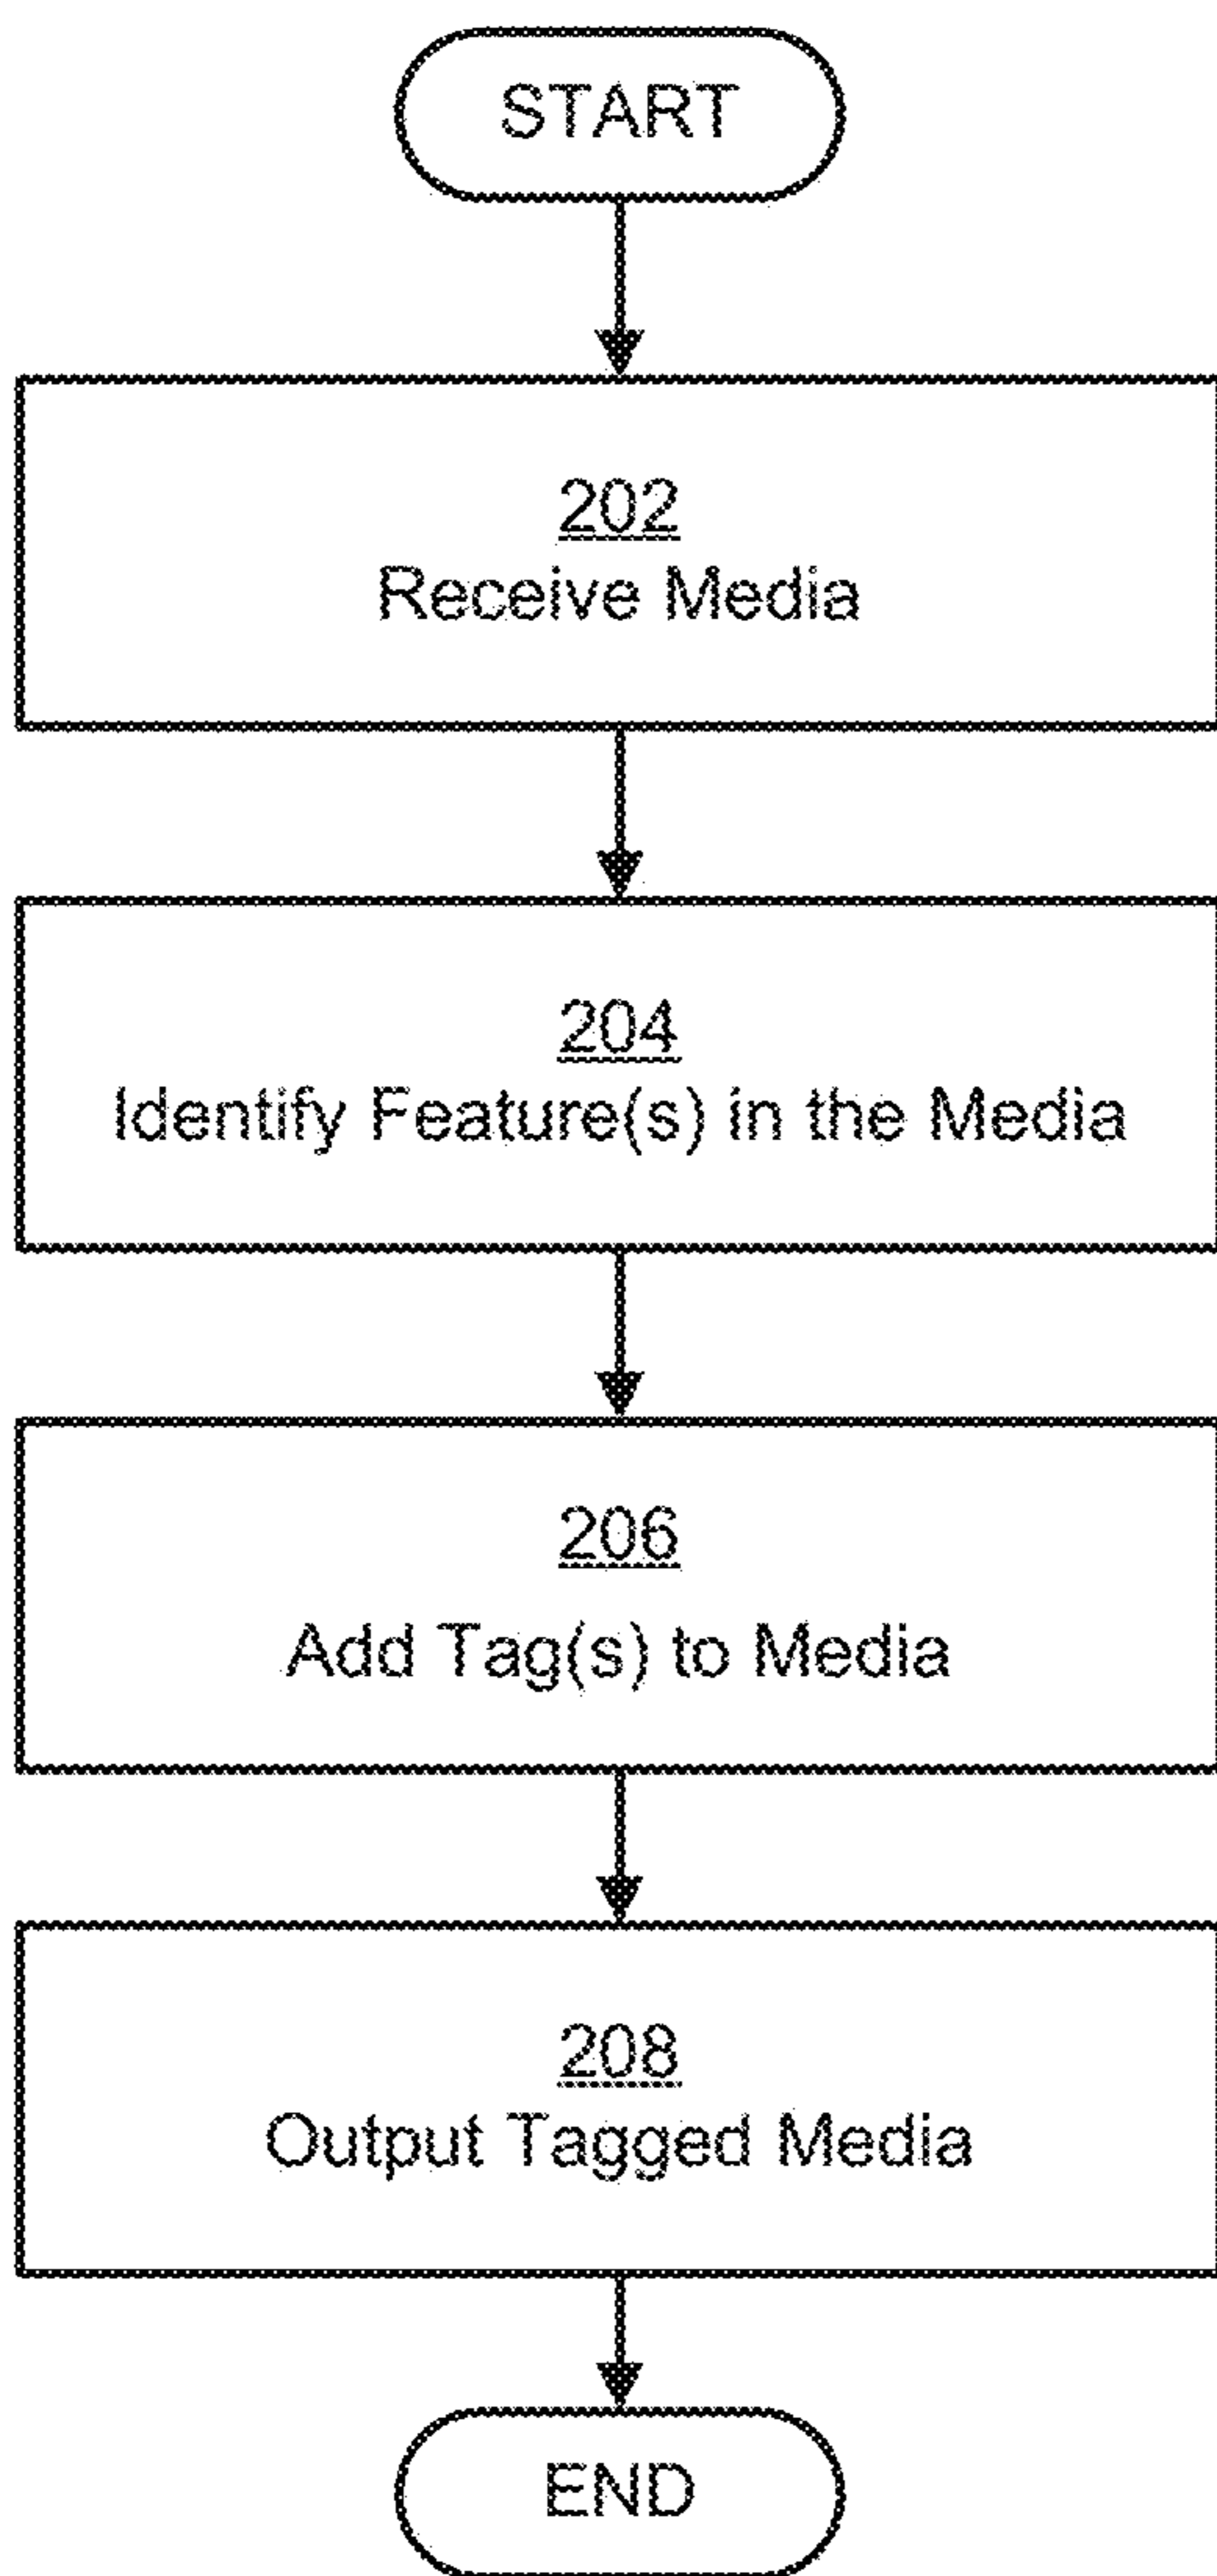 START
202
Receive Media
204
Identify Feature(s) in the Media
206
Add Tag(s) to Media
208
Output Tagged Media
END